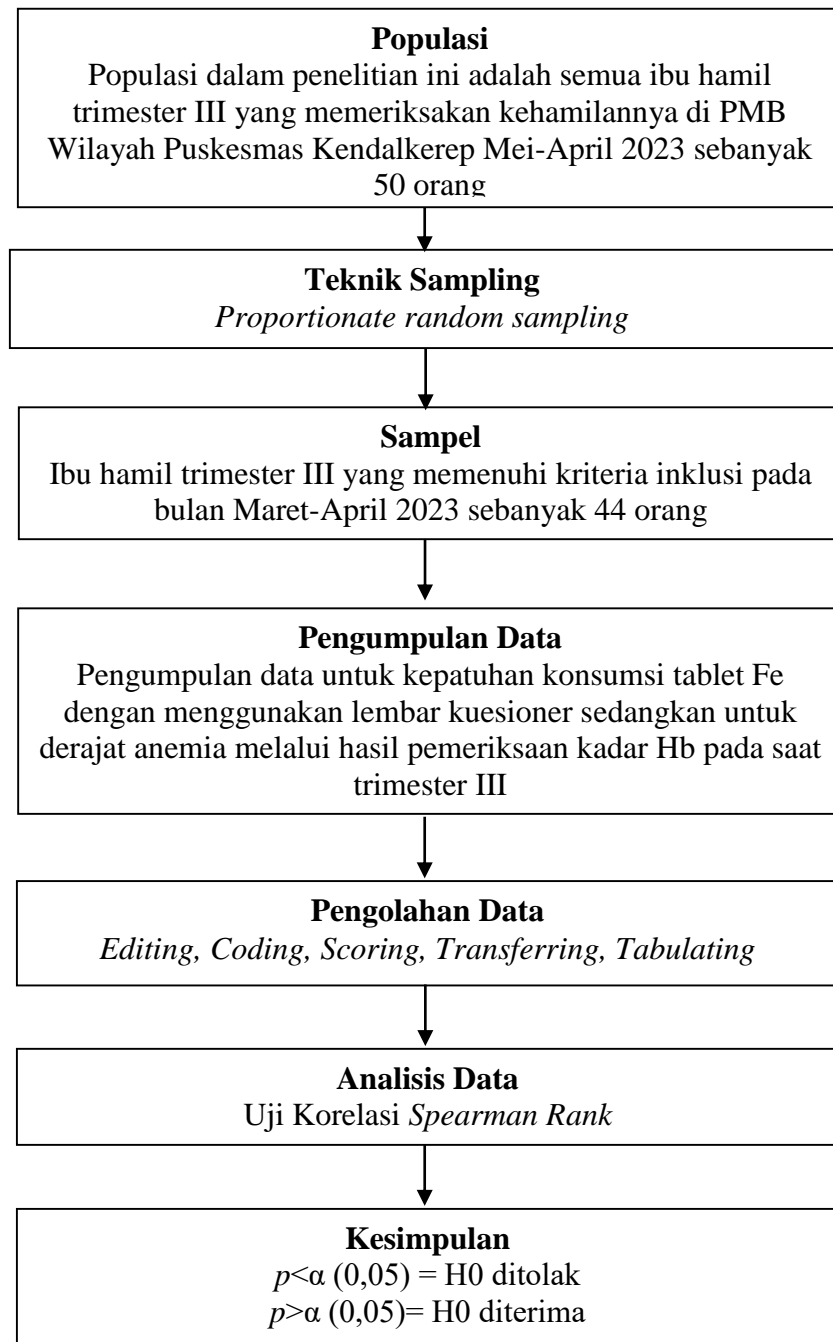 Populasi
Populasi dalam penelitian ini adalah semua ibu hamil
trimester III yang memeriksakan kehamilannya di PMB
Wilayah Puskesmas Kendalkerep Mei-April 2023 sebanyak
50 orang
Teknik Sampling
Proportionate random sampling
Sampel
Ibu hamil trimester III yang memenuhi kriteria inklusi pada
bulan Maret-April 2023 sebanyak 44 orang
Pengumpulan Data
Pengumpulan data untuk kepatuhan konsumsi tablet Fe
dengan menggunakan lembar kuesioner sedangkan untuk
derajat anemia melalui hasil pemeriksaan kadar Hb pada saat
trimester III
Pengolahan Data
Editing, Coding, Scoring, Transferring, Tabulating
Analisis Data
Uji Korelasi Spearman Rank
Kesimpulan
p<α (0,05) = H0 ditolak
p>α (0,05)= H0 diterima